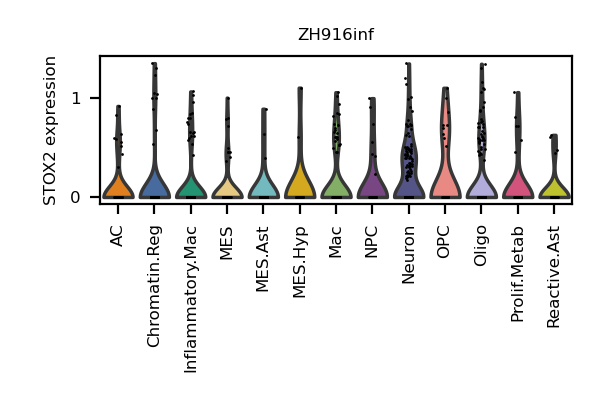 ZH916inf
STOX2 expression
1
0
AC
Chromatin.Reg
Inflammatory.Mac
MES
MES.Ast
MES.Hyp
Mac
NPC
Neuron
OPC
Oligo
Prolif.Metab
Reactive.Ast